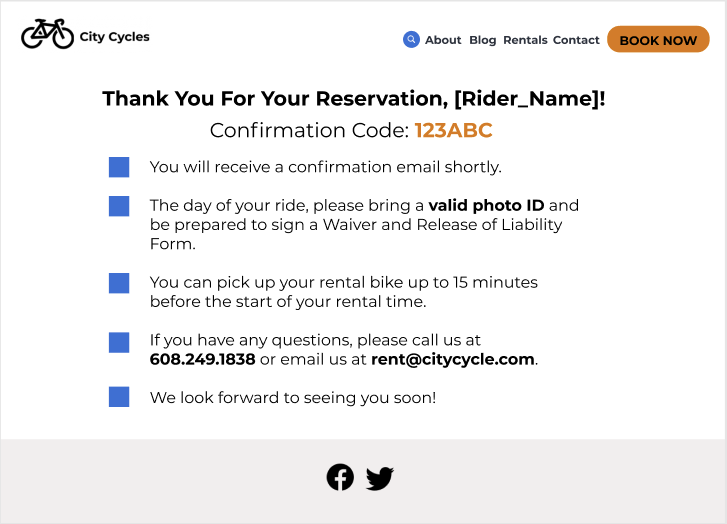 City Cycles
About Blog Rentals Contact BOOK NOW
Thank You For Your Reservation, [Rider_Name]!
Confirmation Code: 123ABC
You will receive a confirmation email shortly.
The day of your ride, please bring a valid photo ID and
be prepared to sign a Waiver and Release of Liability
Form.
You can pick up your rental bike up to 15 minutes
before the start of your rental time.
If you have any questions, please call us at
608.249.1838 or email us at rent@citycycle.com.
We look forward to seeing you soon!